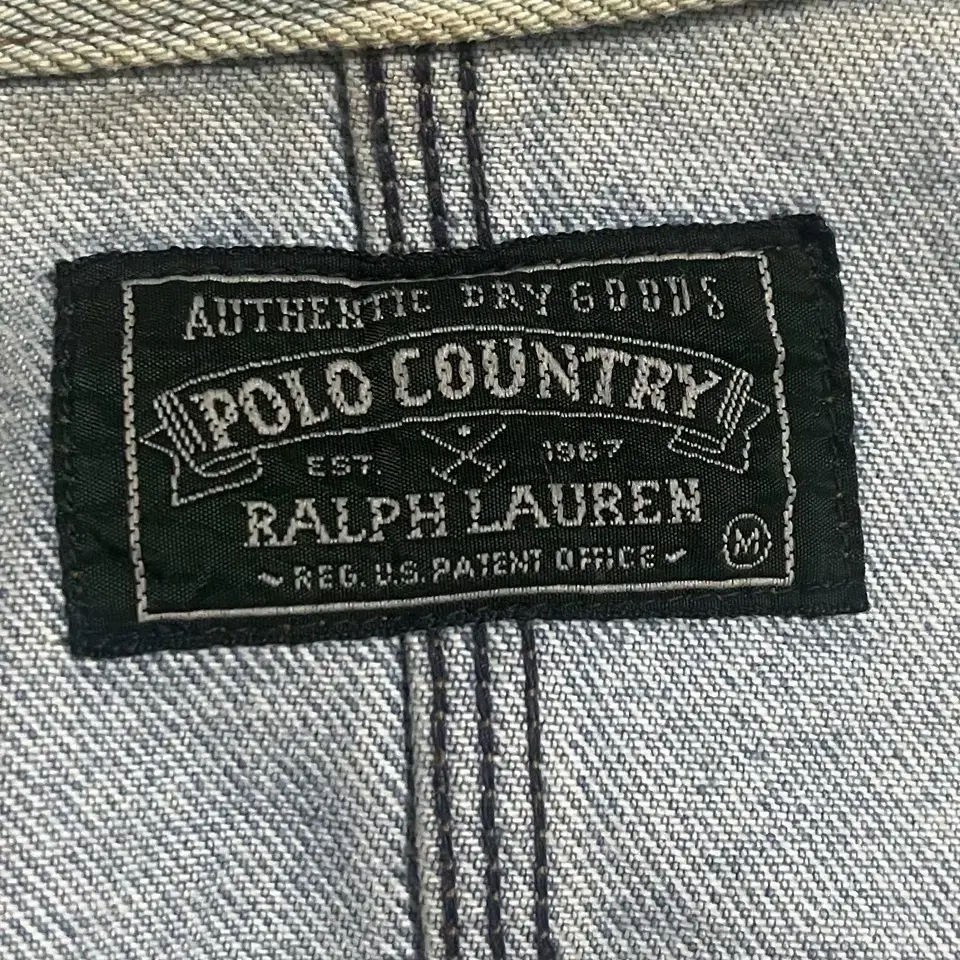 AUTHENTIC DRY GOODS
POLO COUNTRY
EST. 1967
RALPH LAUREN
REG. U.S. PATENT OFFICE
M